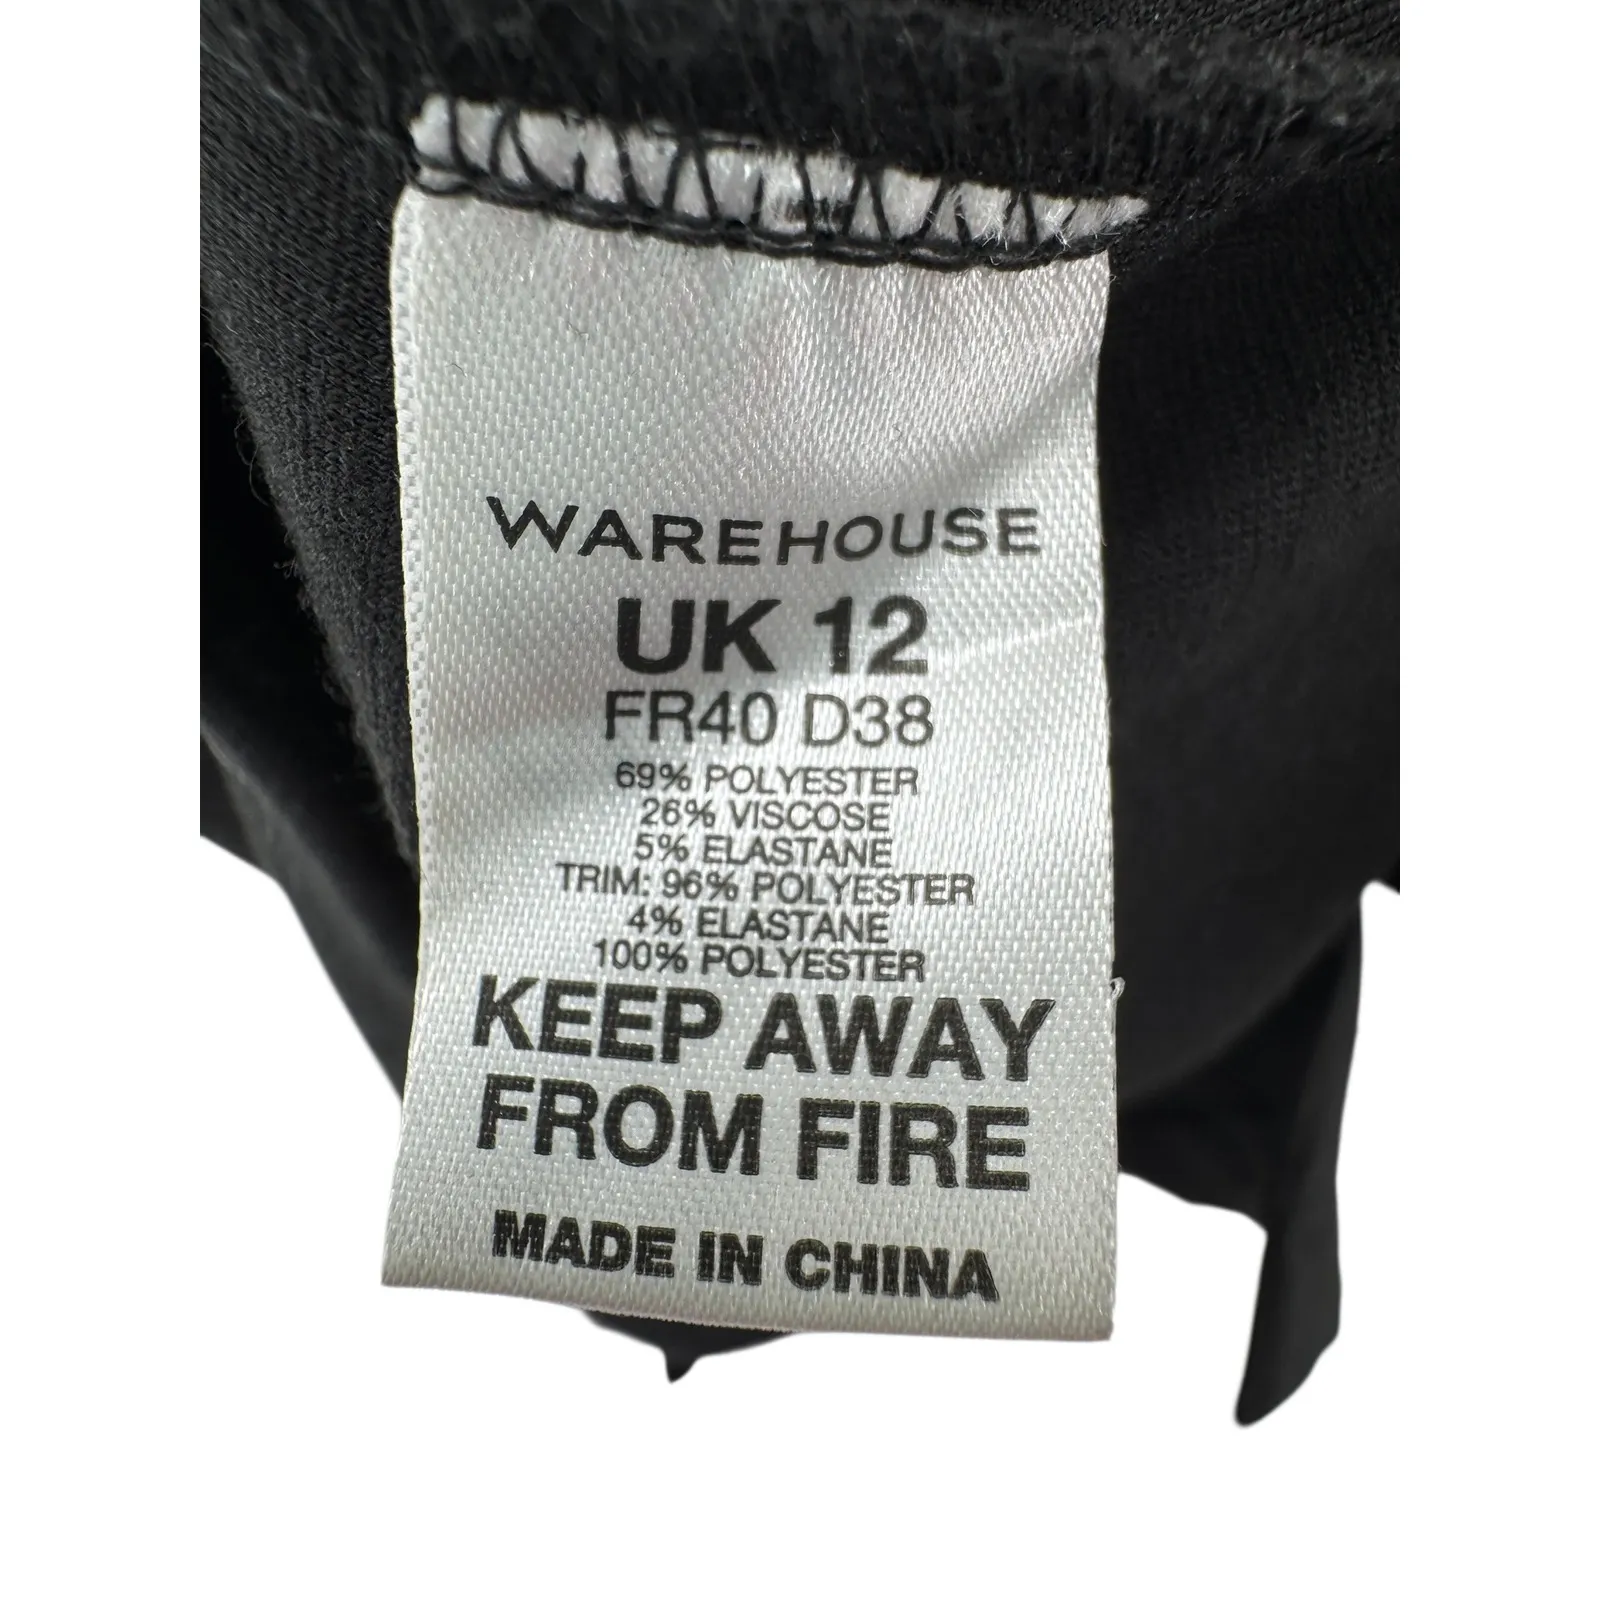 WAREHOUSE
UK 12
FR40 D38
69% POLYESTER
26% VISCOSE
5% ELASTANE
TRIM: 96% POLYESTER
4% ELASTANE
100% POLYESTER
KEEP AWAY
FROM FIRE
MADE IN CHINA